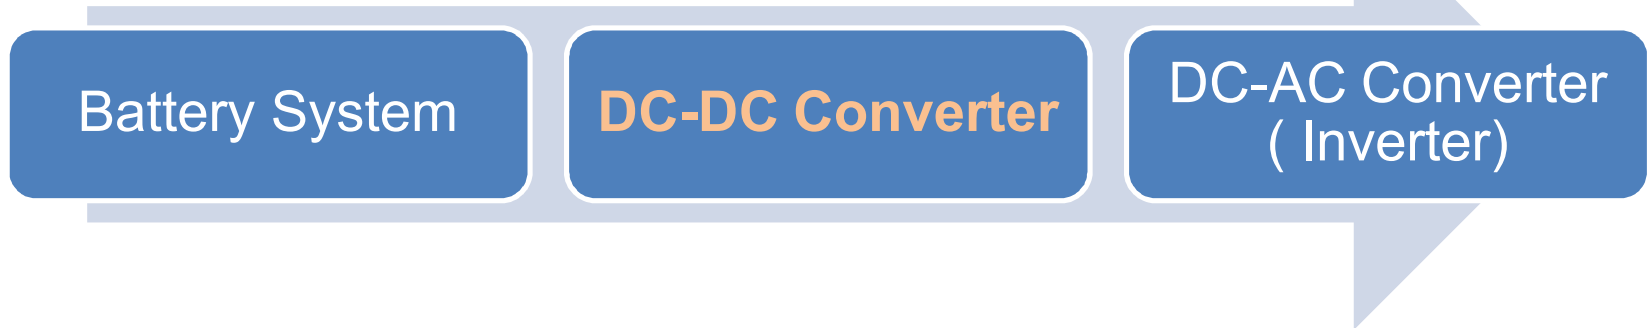 Battery System
DC-DC Converter
DC-AC Converter
( Inverter)